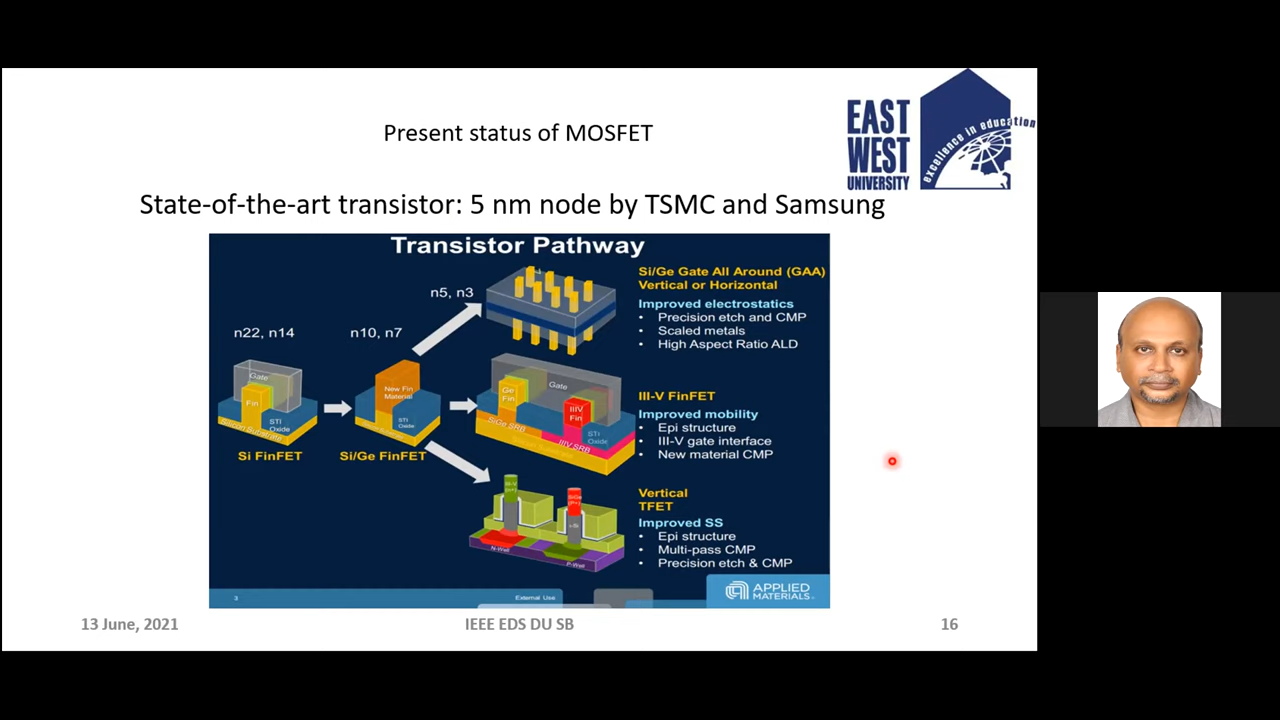 Present status of MOSFET
EAST
WEST
UNIVERSITY
excellence in education
State-of-the-art transistor: 5 nm node by TSMC and Samsung
Transistor Pathway
n22, n14
n10, n7
n5, n3
Gate
Fin
STI
Oxide
Silicon Substrate
Si FinFET
New Fin
Material
STI
Oxide
Si/Ge FinFET
Si/Ge Gate All Around (GAA)
Vertical or Horizontal
Improved electrostatics
• Precision etch and CMP
• Scaled metals
• High Aspect Ratio ALD
Gate
Ge
Fin
IIIV
Fin
STI
Oxide
SiGe SRB
IIIV SRB
III-V FinFET
Improved mobility
• Epi structure
• III-V gate interface
• New material CMP
N-Well
P-Well
Vertical
TFET
Improved SS
• Epi structure
• Multi-pass CMP
• Precision etch & CMP
3
External Use
APPLIED
MATERIALS
13 June, 2021
IEEE EDS DU SB
16